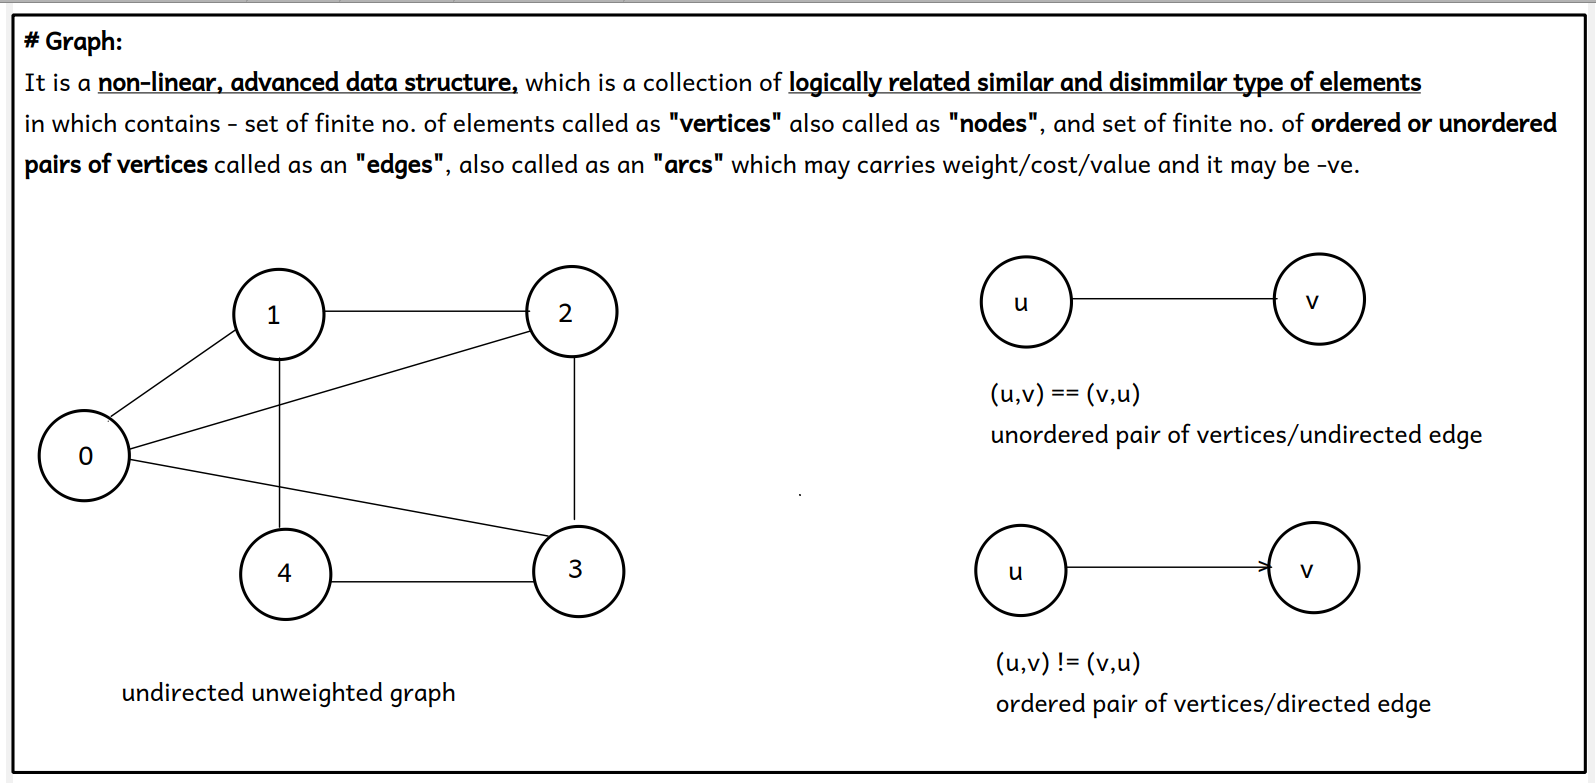 # Graph:
It is a non-linear, advanced data structure, which is a collection of logically related similar and disimmilar type of elements
in which contains - set of finite no. of elements called as "vertices" also called as "nodes", and set of finite no. of ordered or unordered
pairs of vertices called as an "edges", also called as an "arcs" which may carries weight/cost/value and it may be -ve.
1
2
0
4
3
undirected unweighted graph
u
v
(u,v) == (v,u)
unordered pair of vertices/undirected edge
u
v
(u,v) != (v,u)
ordered pair of vertices/directed edge